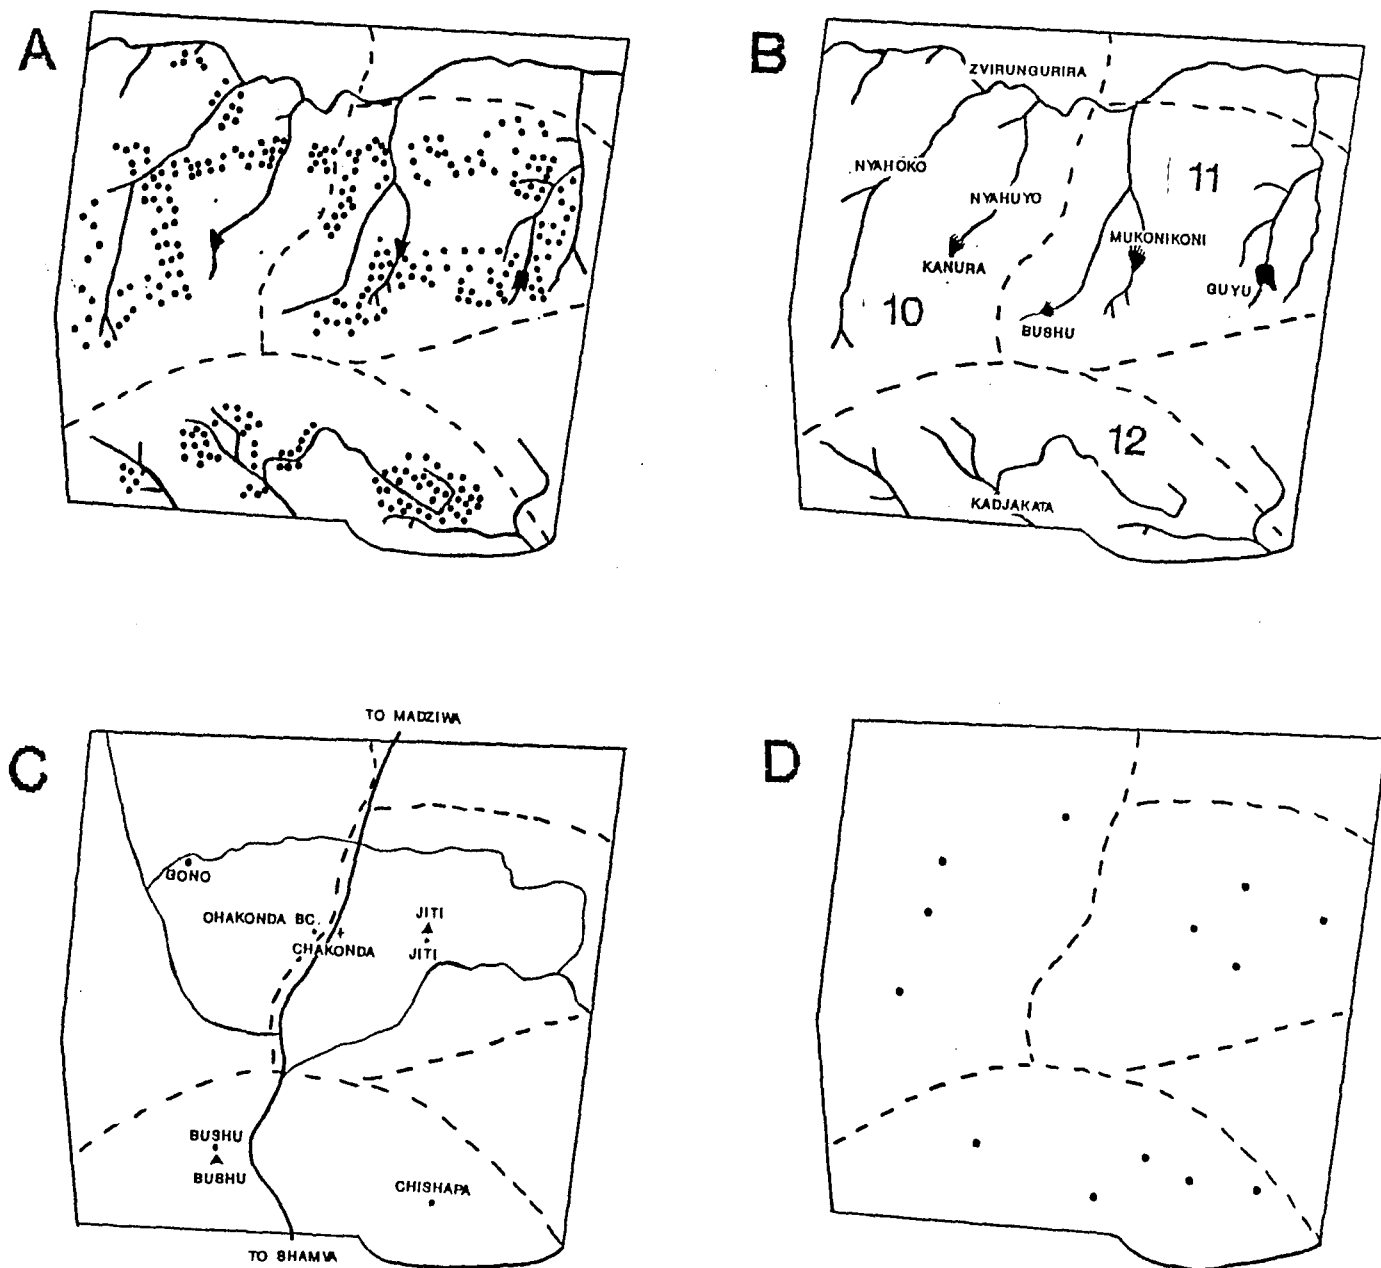 A
B
ZVIRUNGURIRA
NYAHOKO
11
NYAHUYO
MUKONIKONI
KANURA
GUYU
10
BUSHU
12
KADJAKATA
C
TO MADZIWA
GONO
OHAKONDA BC.
JITI
CHAKONDA
JITI
BUSHU
BUSHU
CHISHAPA
TO SHAMVA
D